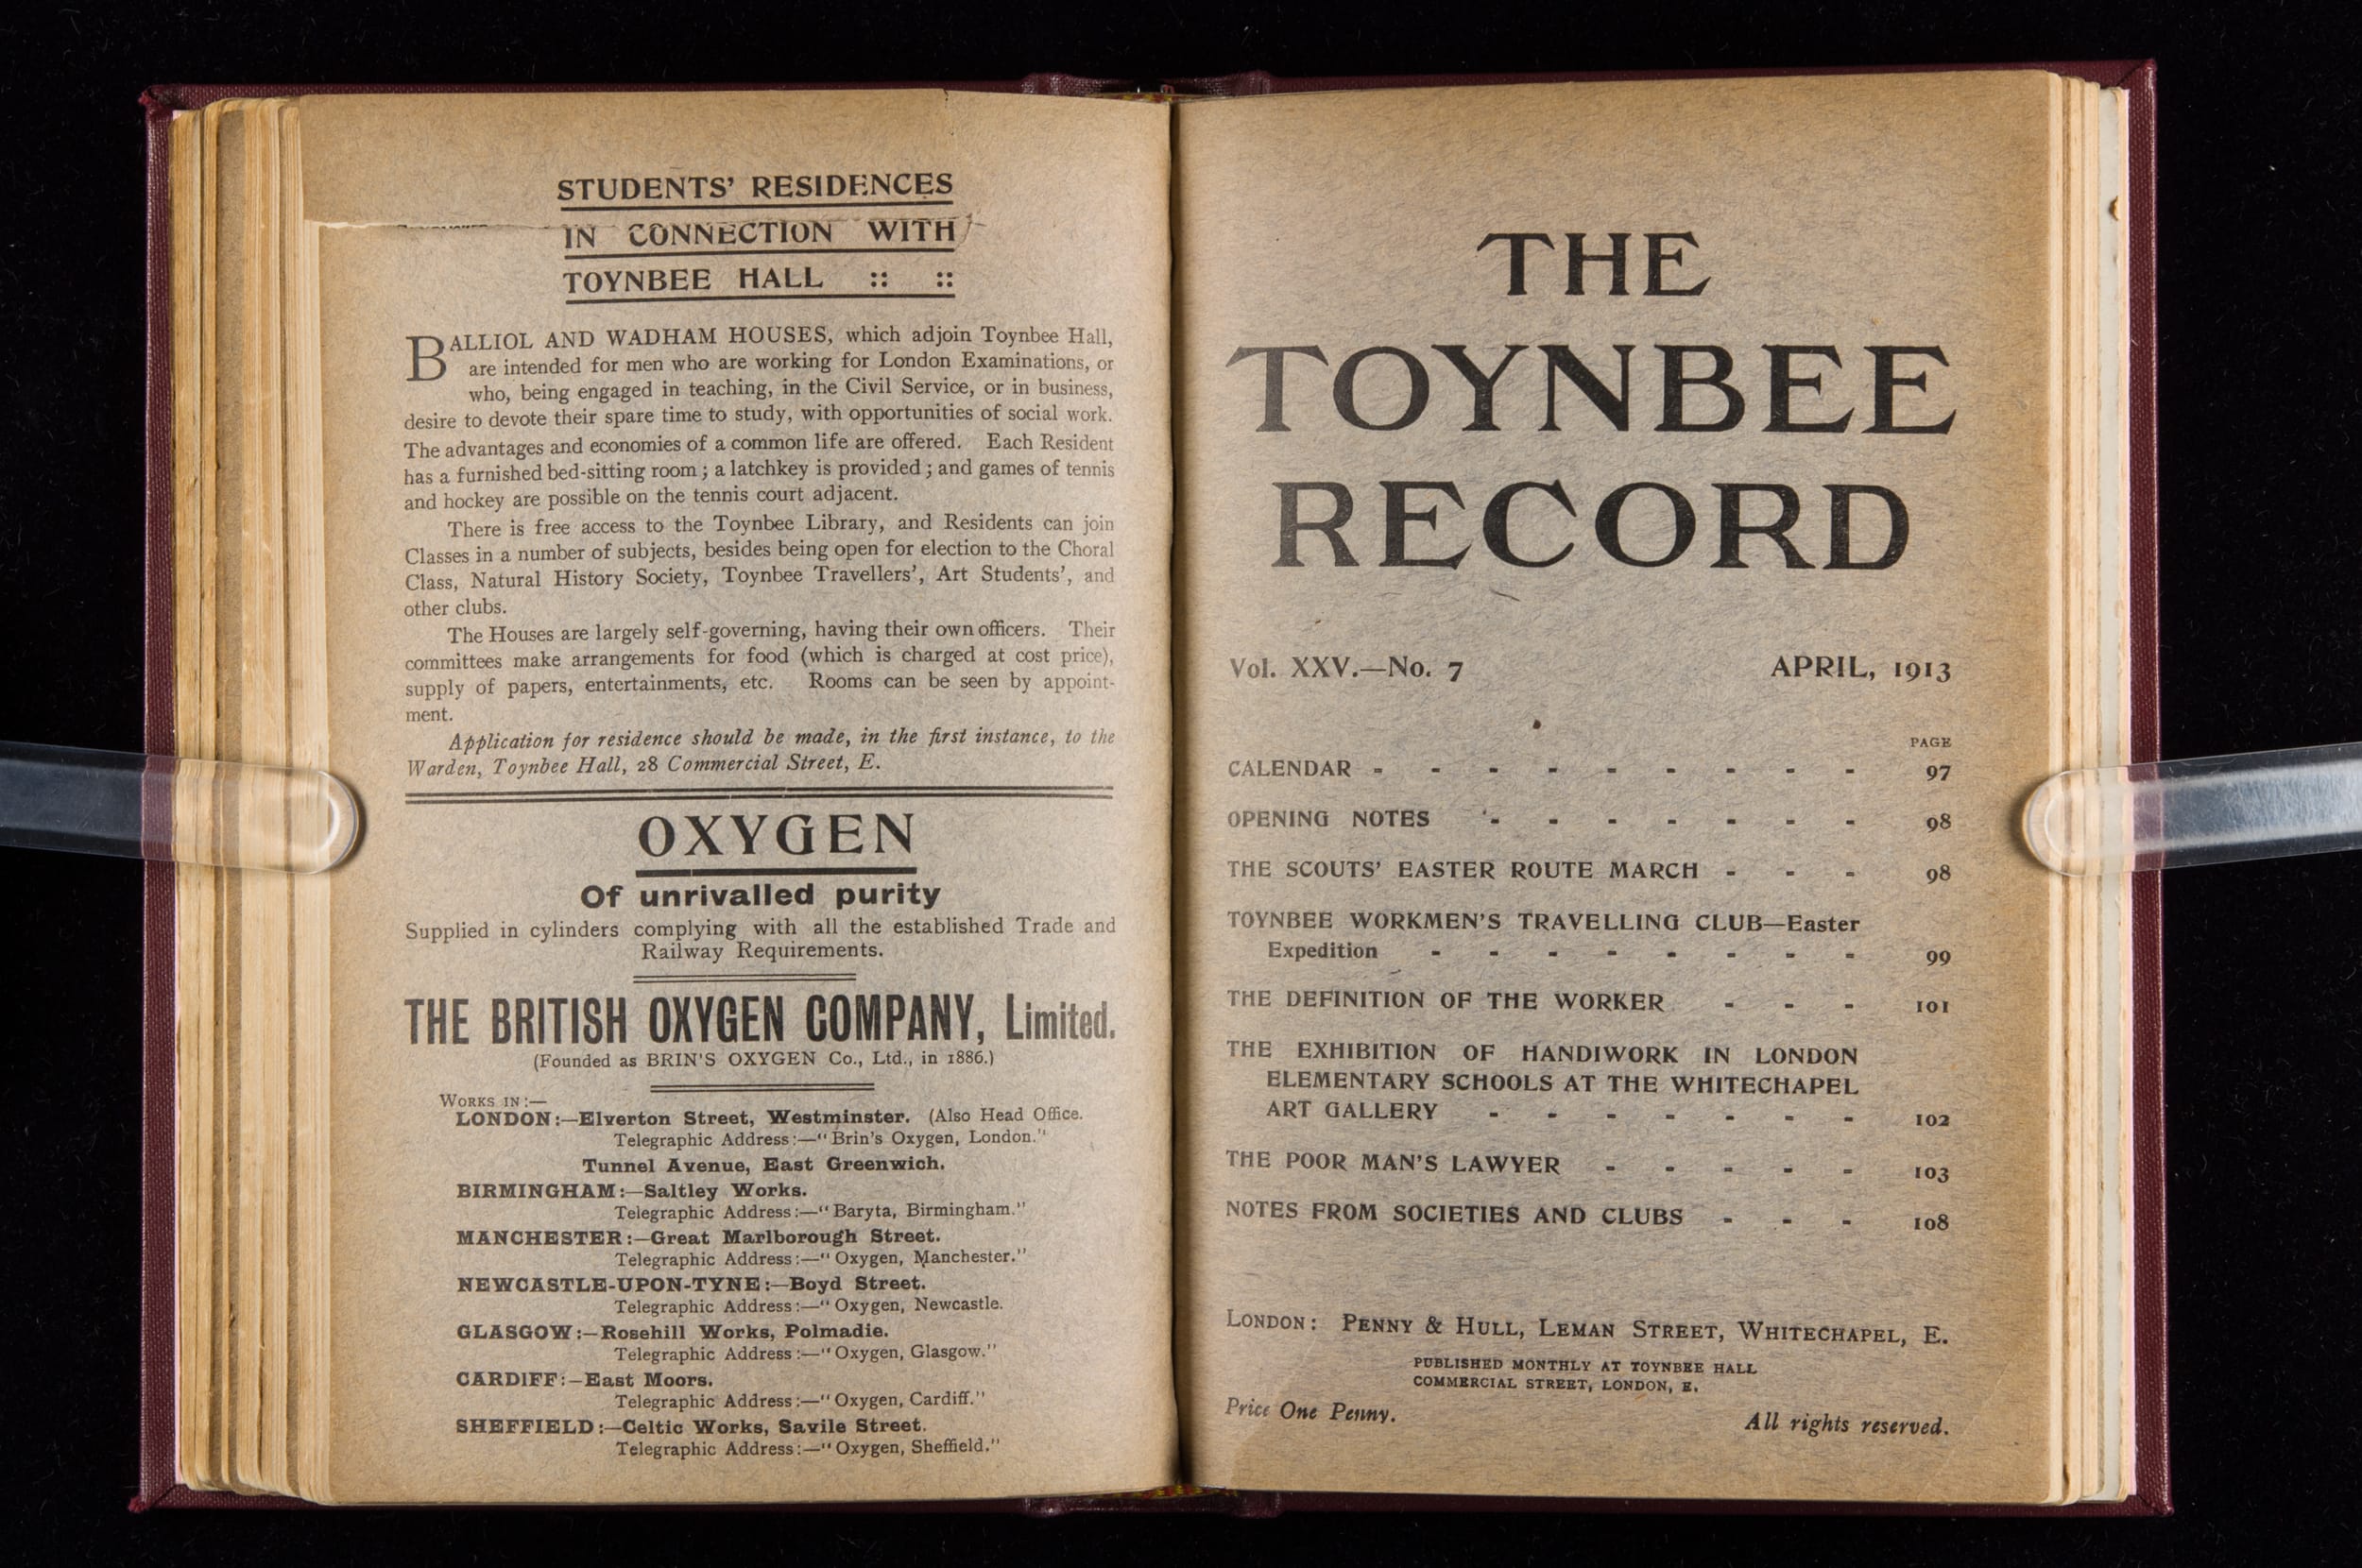 STUDENTS' RESIDENCES
IN CONNECTION WITH
TOYNBEE HALL :: ::
BALLIOL AND WADHAM HOUSES, which adjoin Toynbee Hall,
are intended for men who are working for London Examinations, or
who, being engaged in teaching, in the Civil Service, or in business,
desire to devote their spare time to study, with opportunities of social work.
The advantages and economies of a common life are offered. Each Resident
has a furnished bed-sitting room; a latchkey is provided; and games of tennis
and hockey are possible on the tennis court adjacent.
There is free access to the Toynbee Library, and Residents can join
Classes in a number of subjects, besides being open for election to the Choral
Class, Natural History Society, Toynbee Travellers', Art Students', and
other clubs.
The Houses are largely self-governing, having their own officers. Their
committees make arrangements for food (which is charged at cost price),
supply of papers, entertainments, etc. Rooms can be seen by appoint-
ment.
Application for residence should be made, in the first instance, to the
Warden, Toynbee Hall, 28 Commercial Street, E.
OXYGEN
Of unrivalled purity
Supplied in cylinders complying with all the established Trade and
Railway Requirements.
THE BRITISH OXYGEN COMPANY, Limited.
(Founded as BRIN'S OXYGEN Co., Ltd., in 1886.)
WORKS IN:—
LONDON:—Elverton Street, Westminster. (Also Head Office.
Telegraphic Address:—"Brin's Oxygen, London."
Tunnel Avenue, East Greenwich.
BIRMINGHAM:—Saltley Works.
Telegraphic Address:—"Baryta, Birmingham."
MANCHESTER:—Great Marlborough Street.
Telegraphic Address:—"Oxygen, Manchester."
NEWCASTLE-UPON-TYNE:—Boyd Street.
Telegraphic Address:—"Oxygen, Newcastle.
GLASGOW:—Rosehill Works, Polmadie.
Telegraphic Address:—"Oxygen, Glasgow."
CARDIFF:—East Moors.
Telegraphic Address:—"Oxygen, Cardiff."
SHEFFIELD:—Celtic Works, Savile Street.
Telegraphic Address:—"Oxygen, Sheffield."
THE
TOYNBEE
RECORD
Vol. XXV.—No. 7 APRIL, 1913
PAGE
CALENDAR - - - - - - - - - 97
OPENING NOTES - - - - - - - 98
THE SCOUTS' EASTER ROUTE MARCH - - - 98
TOYNBEE WORKMEN'S TRAVELLING CLUB—Easter
Expedition - - - - - - - - 99
THE DEFINITION OF THE WORKER - - - 101
THE EXHIBITION OF HANDIWORK IN LONDON
ELEMENTARY SCHOOLS AT THE WHITECHAPEL
ART GALLERY - - - - - - - 102
THE POOR MAN'S LAWYER - - - - - 103
NOTES FROM SOCIETIES AND CLUBS - - - 108
LONDON: PENNY & HULL, LEMAN STREET, WHITECHAPEL, E.
PUBLISHED MONTHLY AT TOYNBEE HALL
COMMERCIAL STREET, LONDON, E.
Price One Penny. All rights reserved.